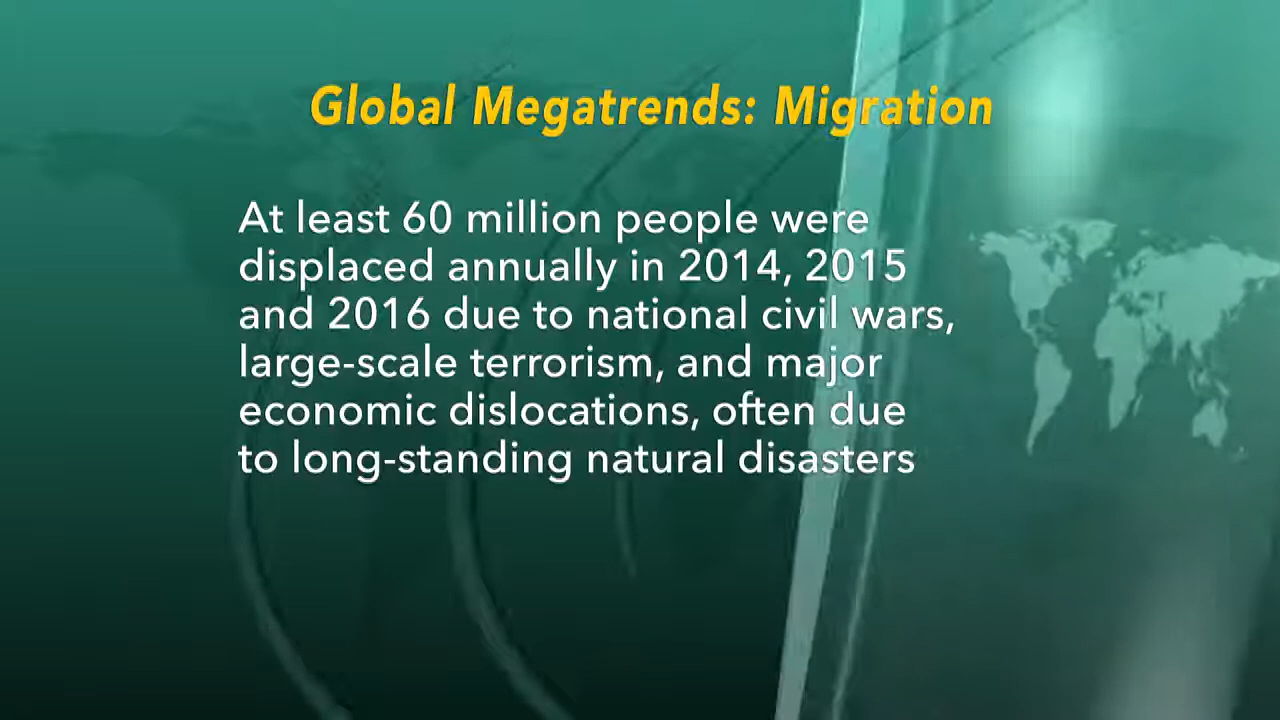 Global Megatrends: Migration
At least 60 million people were
displaced annually in 2014, 2015
and 2016 due to national civil wars,
large-scale terrorism, and major
economic dislocations, often due
to long-standing natural disasters